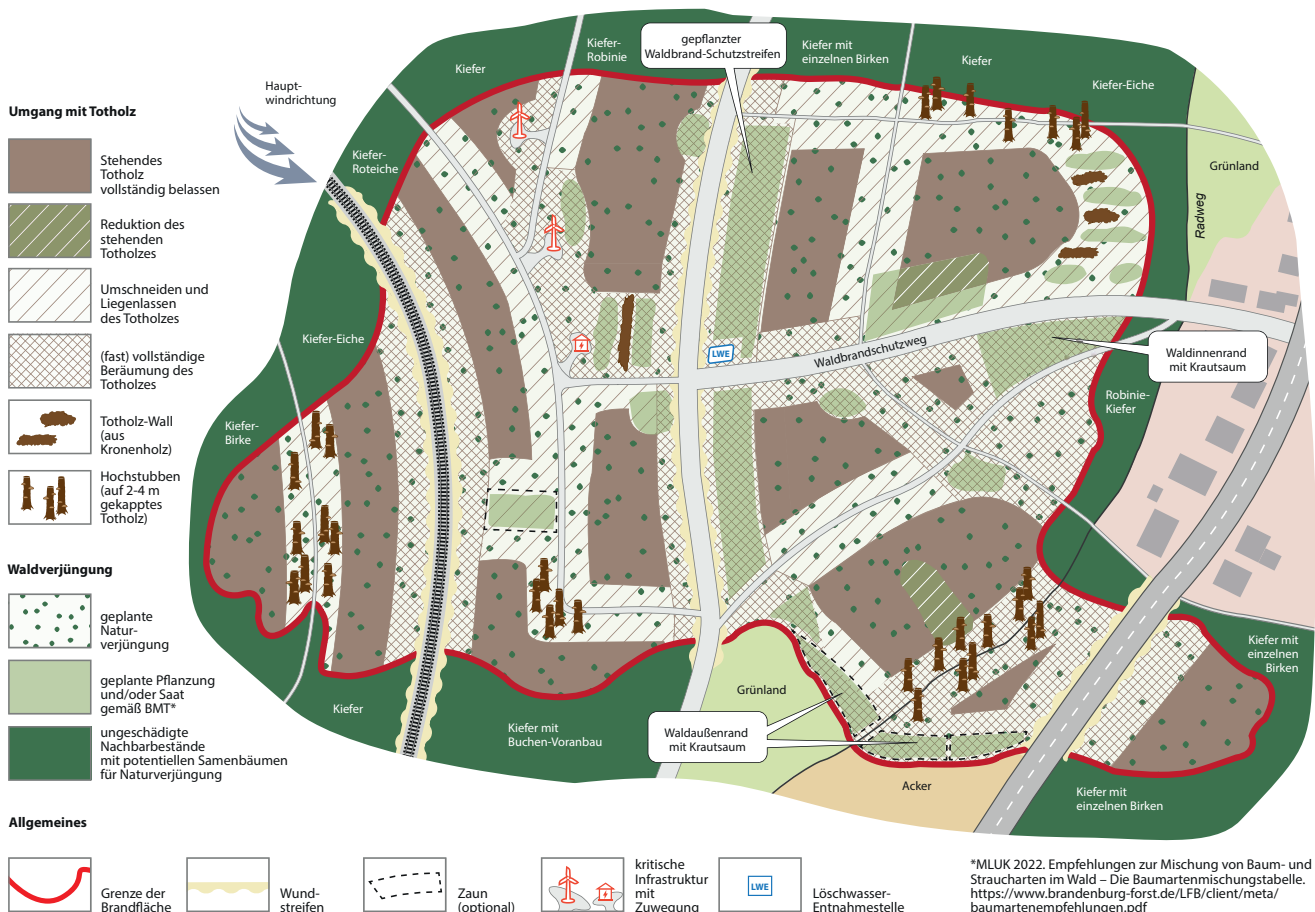 Umgang mit Totholz
Stehendes
Totholz
vollständig belassen
Reduktion des
stehenden
Totholzes
Umschneiden und
Liegenlassen
des Totholzes
(fast) vollständige
Beräumung des
Totholzes
Totholz-Wall
(aus
Kronenholz)
Hochstubben
(auf 2-4 m
gekapptes
Totholz)
Waldverjüngung
geplante
Natur-
verjüngung
geplante Pflanzung
und/oder Saat
gemäß BMT*
ungeschädigte
Nachbarbestände
mit potentiellen Samenbäumen
für Naturverjüngung
Allgemeines
Grenze der
Brandfläche
Wund-
streifen
Zaun
(optional)
kritische
Infrastruktur
mit
Zuwegung
LWE
Löschwasser-
Entnahmestelle
*MLUK 2022. Empfehlungen zur Mischung von Baum- und
Straucharten im Wald – Die Baumartenmischungstabelle.
https://www.brandenburg-forst.de/LFB/client/meta/
baumartenempfehlungen.pdf
Haupt-
windrichtung
Kiefer
Kiefer-
Robinie
gepflanzter
Waldbrand-Schutzstreifen
Kiefer mit
einzelnen Birken
Kiefer
Kiefer-Eiche
Grünland
Radweg
Kiefer-
Roteiche
Kiefer-Eiche
Kiefer-
Birke
LWE
Waldbrandschutzweg
Waldinnenrand
mit Krautsaum
Robinie-
Kiefer
Kiefer
Kiefer mit
Buchen-Voranbau
Grünland
Waldaußenrand
mit Krautsaum
Acker
Kiefer mit
einzelnen
Birken
Kiefer mit
einzelnen Birken